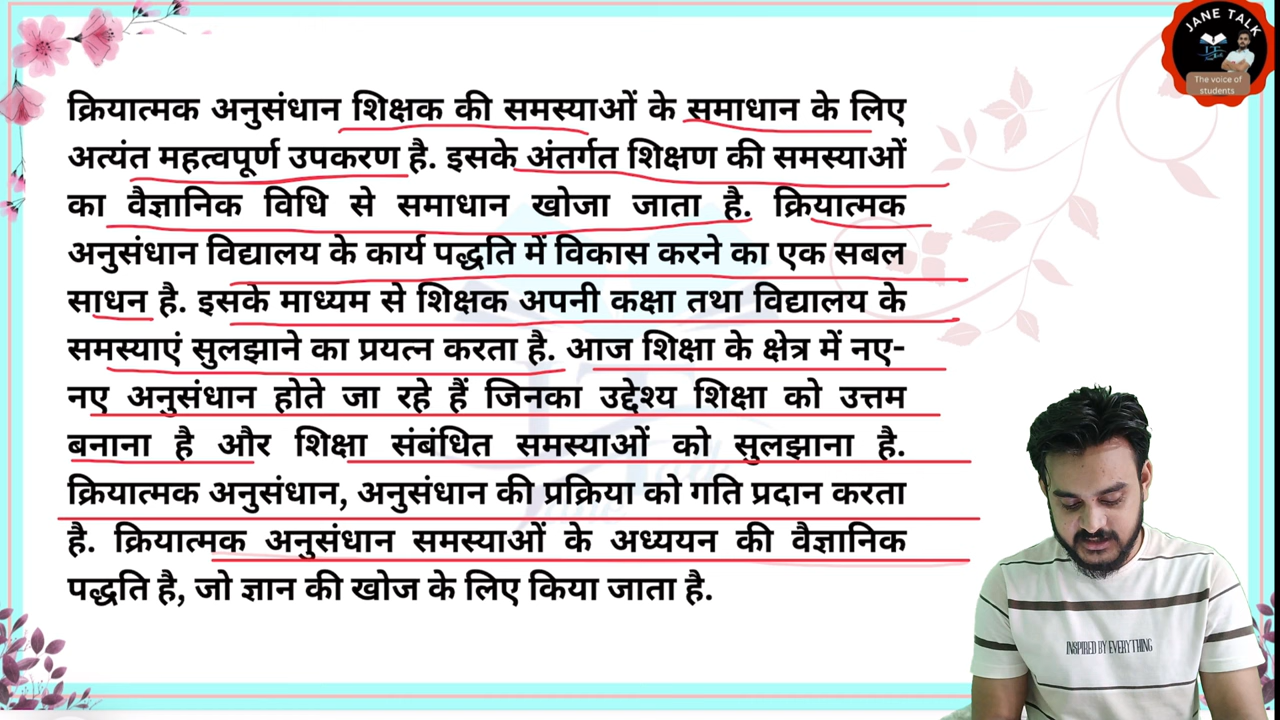 क्रियात्मक अनुसंधान शिक्षक की समस्याओं के समाधान के लिए
अत्यंत महत्वपूर्ण उपकरण है. इसके अंतर्गत शिक्षण की समस्याओं
का वैज्ञानिक विधि से समाधान खोजा जाता है. क्रियात्मक
अनुसंधान विद्यालय के कार्य पद्धति में विकास करने का एक सबल
साधन है. इसके माध्यम से शिक्षक अपनी कक्षा तथा विद्यालय के
समस्याएं सुलझाने का प्रयत्न करता है. आज शिक्षा के क्षेत्र में नए-
नए अनुसंधान होते जा रहे हैं जिनका उद्देश्य शिक्षा को उत्तम
बनाना है और शिक्षा संबंधित समस्याओं को सुलझाना है.
क्रियात्मक अनुसंधान, अनुसंधान की प्रक्रिया को गति प्रदान करता
है. क्रियात्मक अनुसंधान समस्याओं के अध्ययन की वैज्ञानिक
पद्धति है, जो ज्ञान की खोज के लिए किया जाता है.
JANE TALK
The voice of
students
INSPIRED BY EVERYTHING